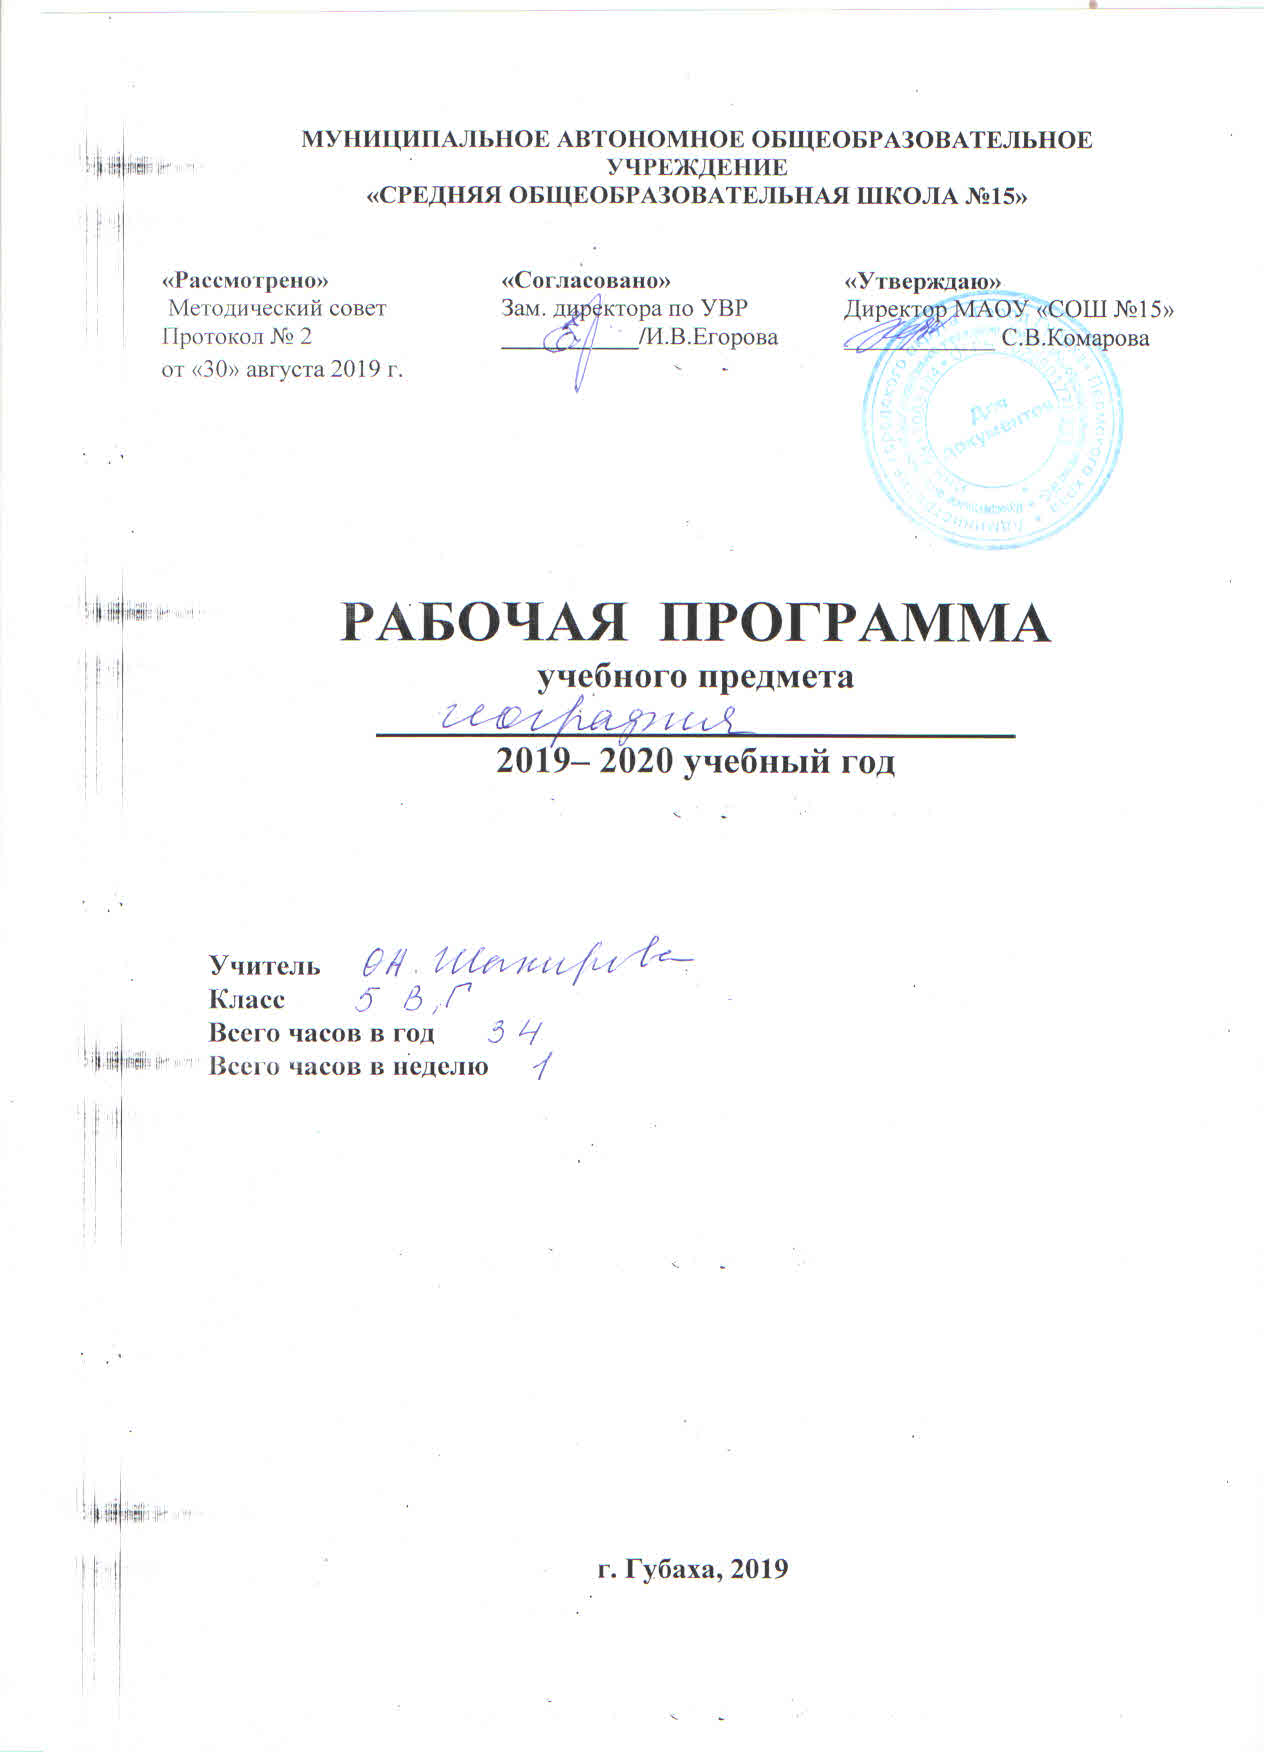 МУНИЦИПАЛЬНОЕ АВТОНОМНОЕ ОБЩЕОБРАЗОВАТЕЛЬНОЕ
УЧРЕЖДЕНИЕ
«СРЕДНЯЯ ОБЩЕОБРАЗОВАТЕЛЬНАЯ ШКОЛА №15»
«Рассмотрено»
Методический совет
Протокол № 2
от «30» августа 2019 г.
«Согласовано»
Зам. директора по УВР
/И.В.Егорова
«Утверждаю»
Директор МАОУ «СОШ №15»
С.В.Комарова
Для
документов
РАБОЧАЯ ПРОГРАММА
учебного предмета
география
2019– 2020 учебный год
Учитель О.А. Шакирова
Класс 5 В,Г
Всего часов в год 34
Всего часов в неделю 1
г. Губаха, 2019